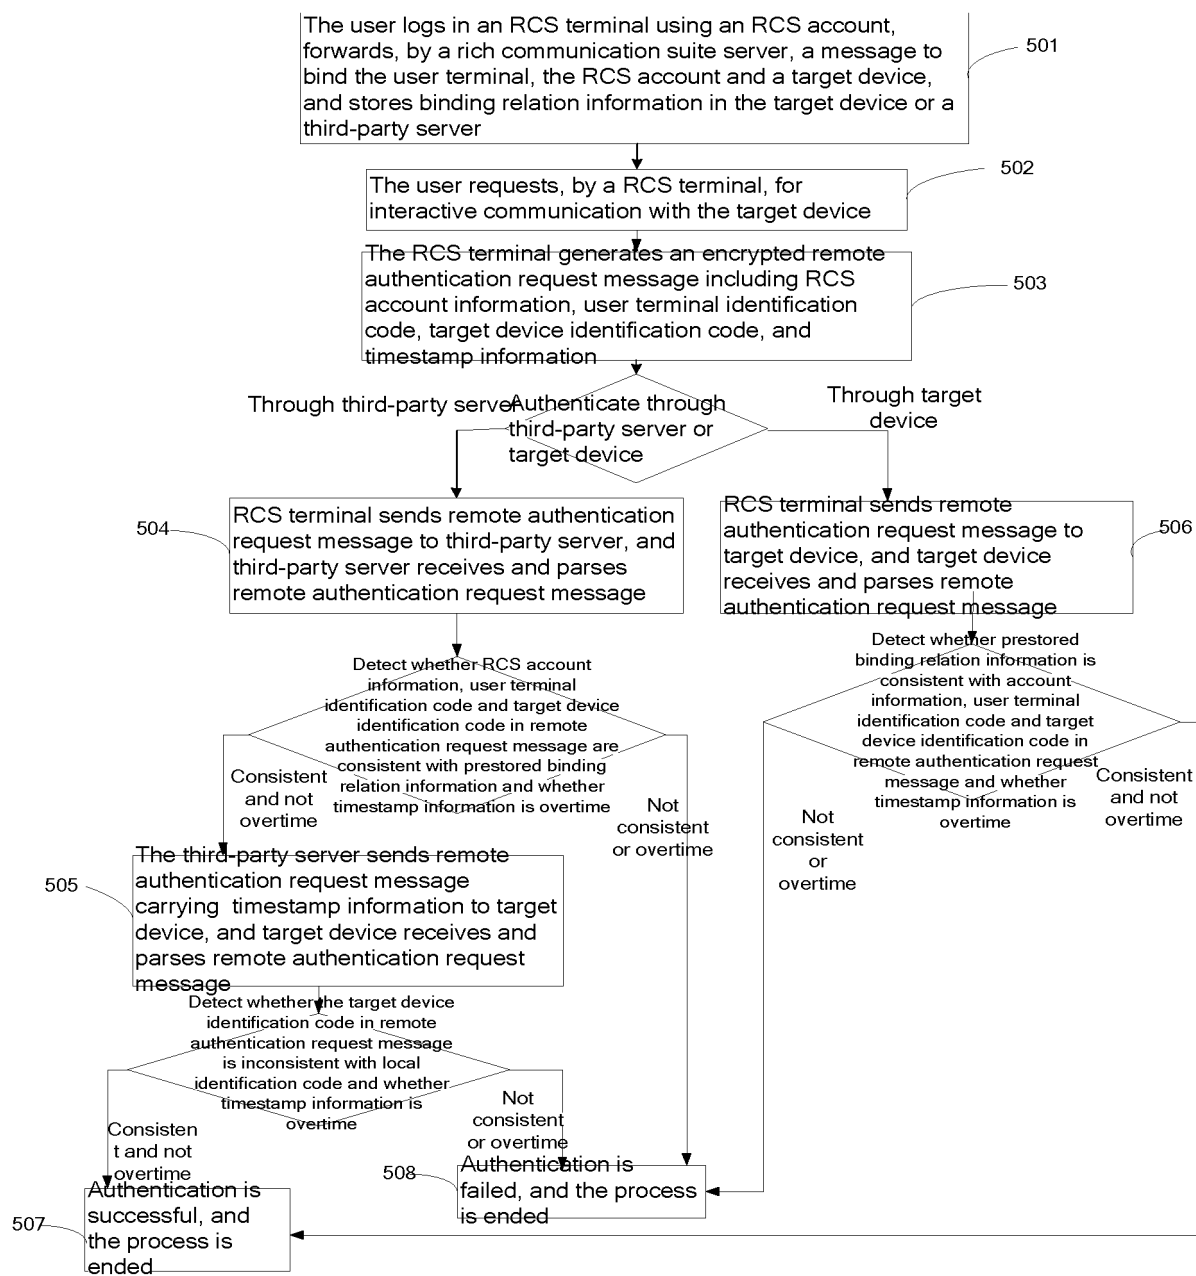 The user logs in an RCS terminal using an RCS account,
forwards, by a rich communication suite server, a message to
bind the user terminal, the RCS account and a target device,
and stores binding relation information in the target device or a
third-party server
501
The user requests, by a RCS terminal, for
interactive communication with the target device
502
The RCS terminal generates an encrypted remote
authentication request message including RCS
account information, user terminal identification
code, target device identification code, and
timestamp information
503
Through third-party server
Authenticate through
third-party server or
target device
Through target
device
504
RCS terminal sends remote authentication
request message to third-party server, and
third-party server receives and parses
remote authentication request message
RCS terminal sends remote
authentication request message to
target device, and target device
receives and parses remote
authentication request message
506
Detect whether RCS account
information, user terminal
identification code and target device
identification code in remote
authentication request message are
consistent with prestored binding
relation information and whether
timestamp information is overtime
Detect whether prestored
binding relation information is
consistent with account
information, user terminal
identification code and target
device identification code in
remote authentication request
message and whether
timestamp information is
overtime
Consistent
and not
overtime
Not
consistent
or overtime
Not
consistent
or
overtime
Consistent
and not
overtime
505
The third-party server sends remote
authentication request message
carrying timestamp information to target
device, and target device receives and
parses remote authentication request
message
Detect whether the target device
identification code in remote
authentication request message
is inconsistent with local
identification code and whether
timestamp information is
overtime
Consisten
t and not
overtime
Not
consistent
or overtime
508
Authentication is
failed, and the process
is ended
507
Authentication is
successful, and
the process is
ended